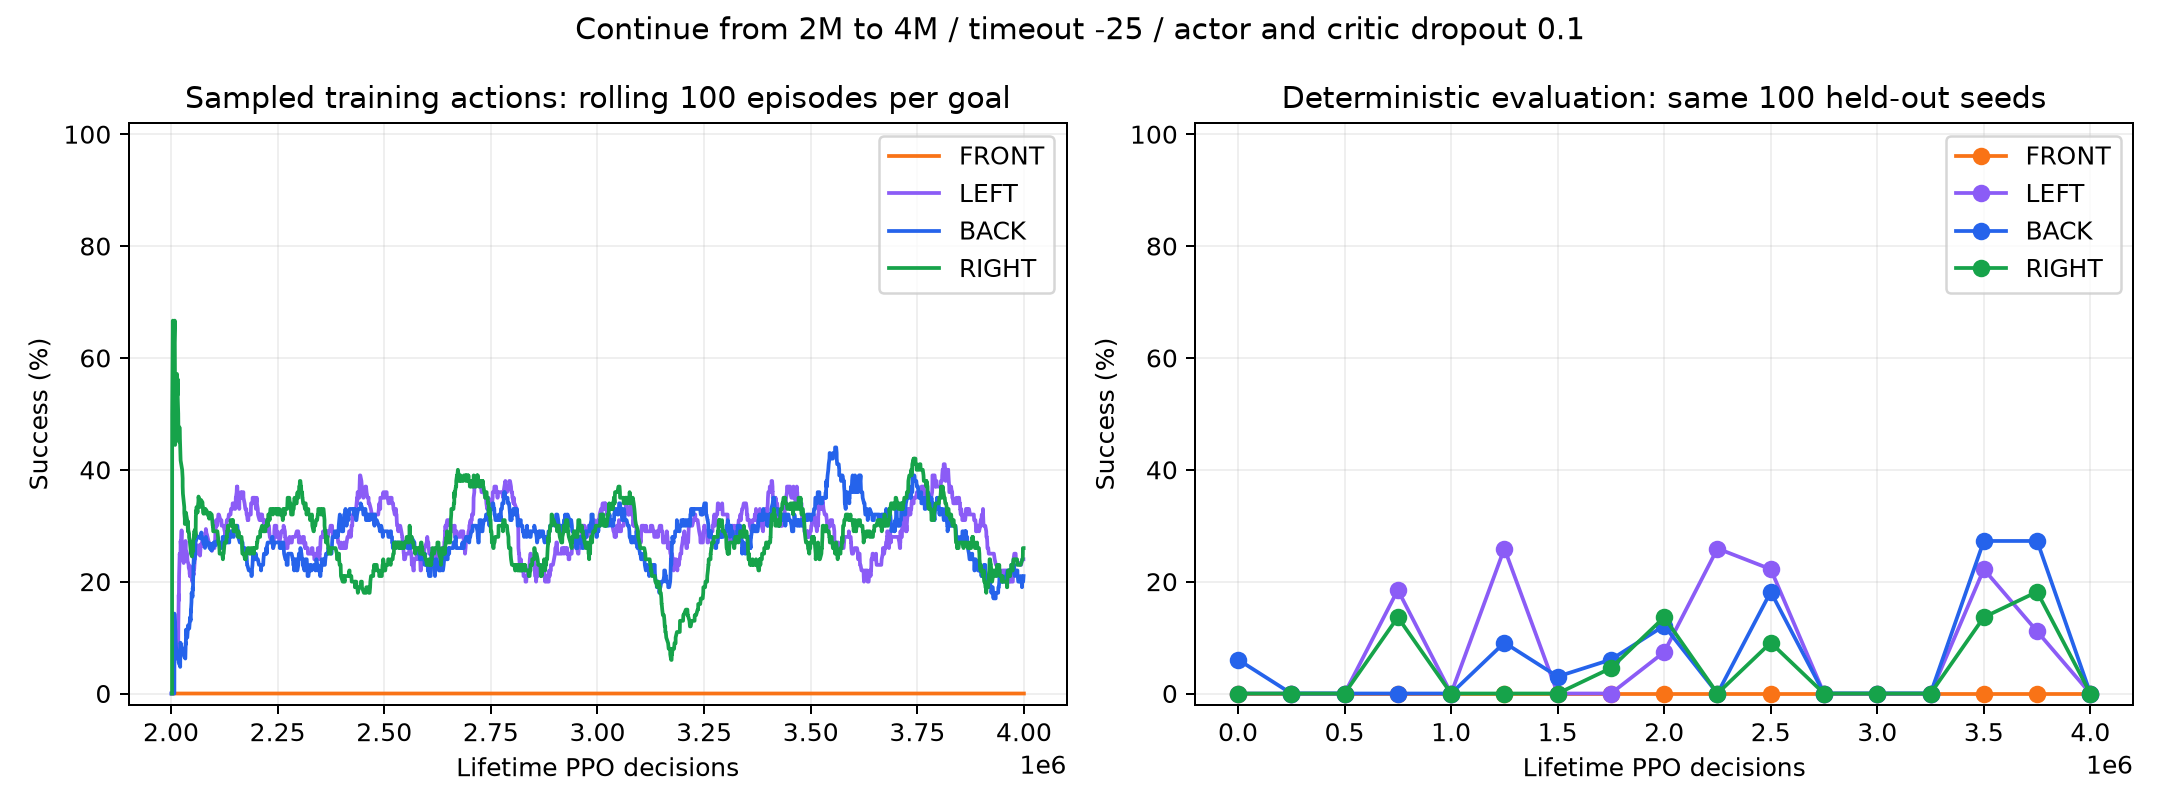 Continue from 2M to 4M / timeout -25 / actor and critic dropout 0.1
Sampled training actions: rolling 100 episodes per goal
Success (%)
100
80
60
40
20
0
FRONT
LEFT
BACK
RIGHT
2.00 2.25 2.50 2.75 3.00 3.25 3.50 3.75 4.00
1e6
Lifetime PPO decisions
Deterministic evaluation: same 100 held-out seeds
Success (%)
100
80
60
40
20
0
FRONT
LEFT
BACK
RIGHT
0.0 0.5 1.0 1.5 2.0 2.5 3.0 3.5 4.0
1e6
Lifetime PPO decisions